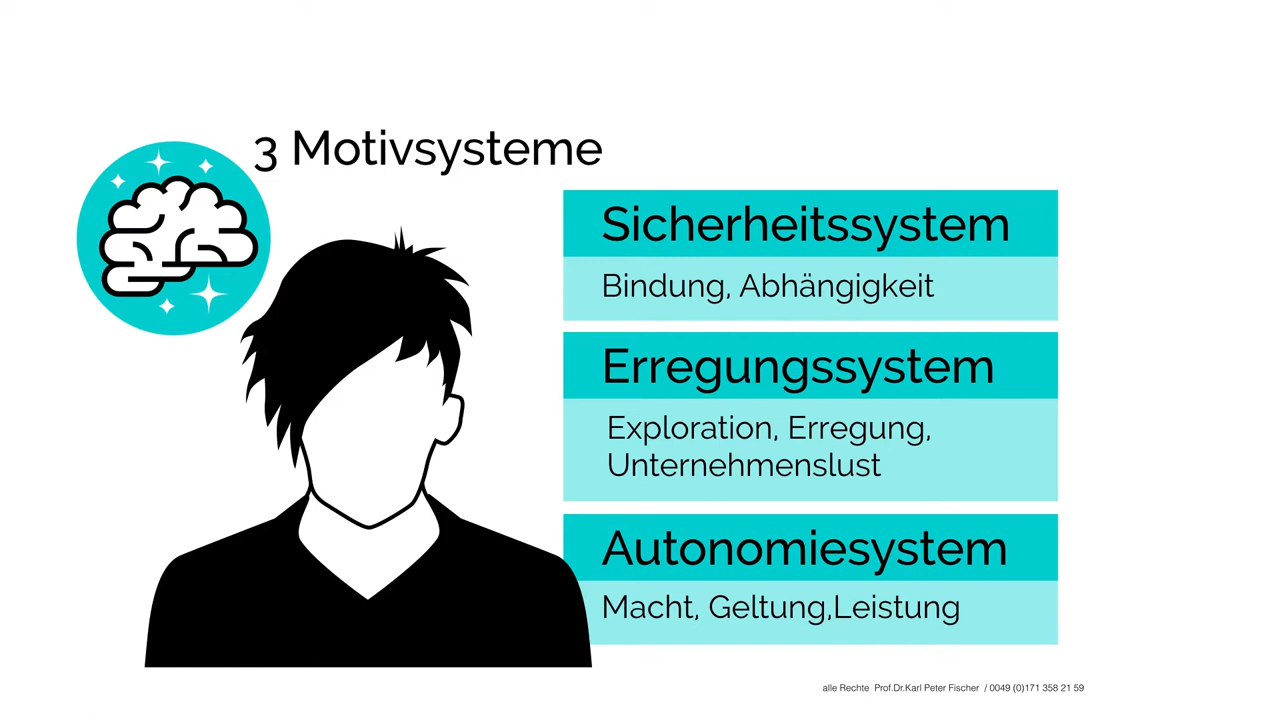 3 Motivsysteme
Sicherheitssystem
Bindung, Abhängigkeit
Erregungssystem
Exploration, Erregung,
Unternehmenslust
Autonomiesystem
Macht, Geltung,Leistung
alle Rechte Prof.Dr.Karl Peter Fischer / 0049 (0)171 358 21 59